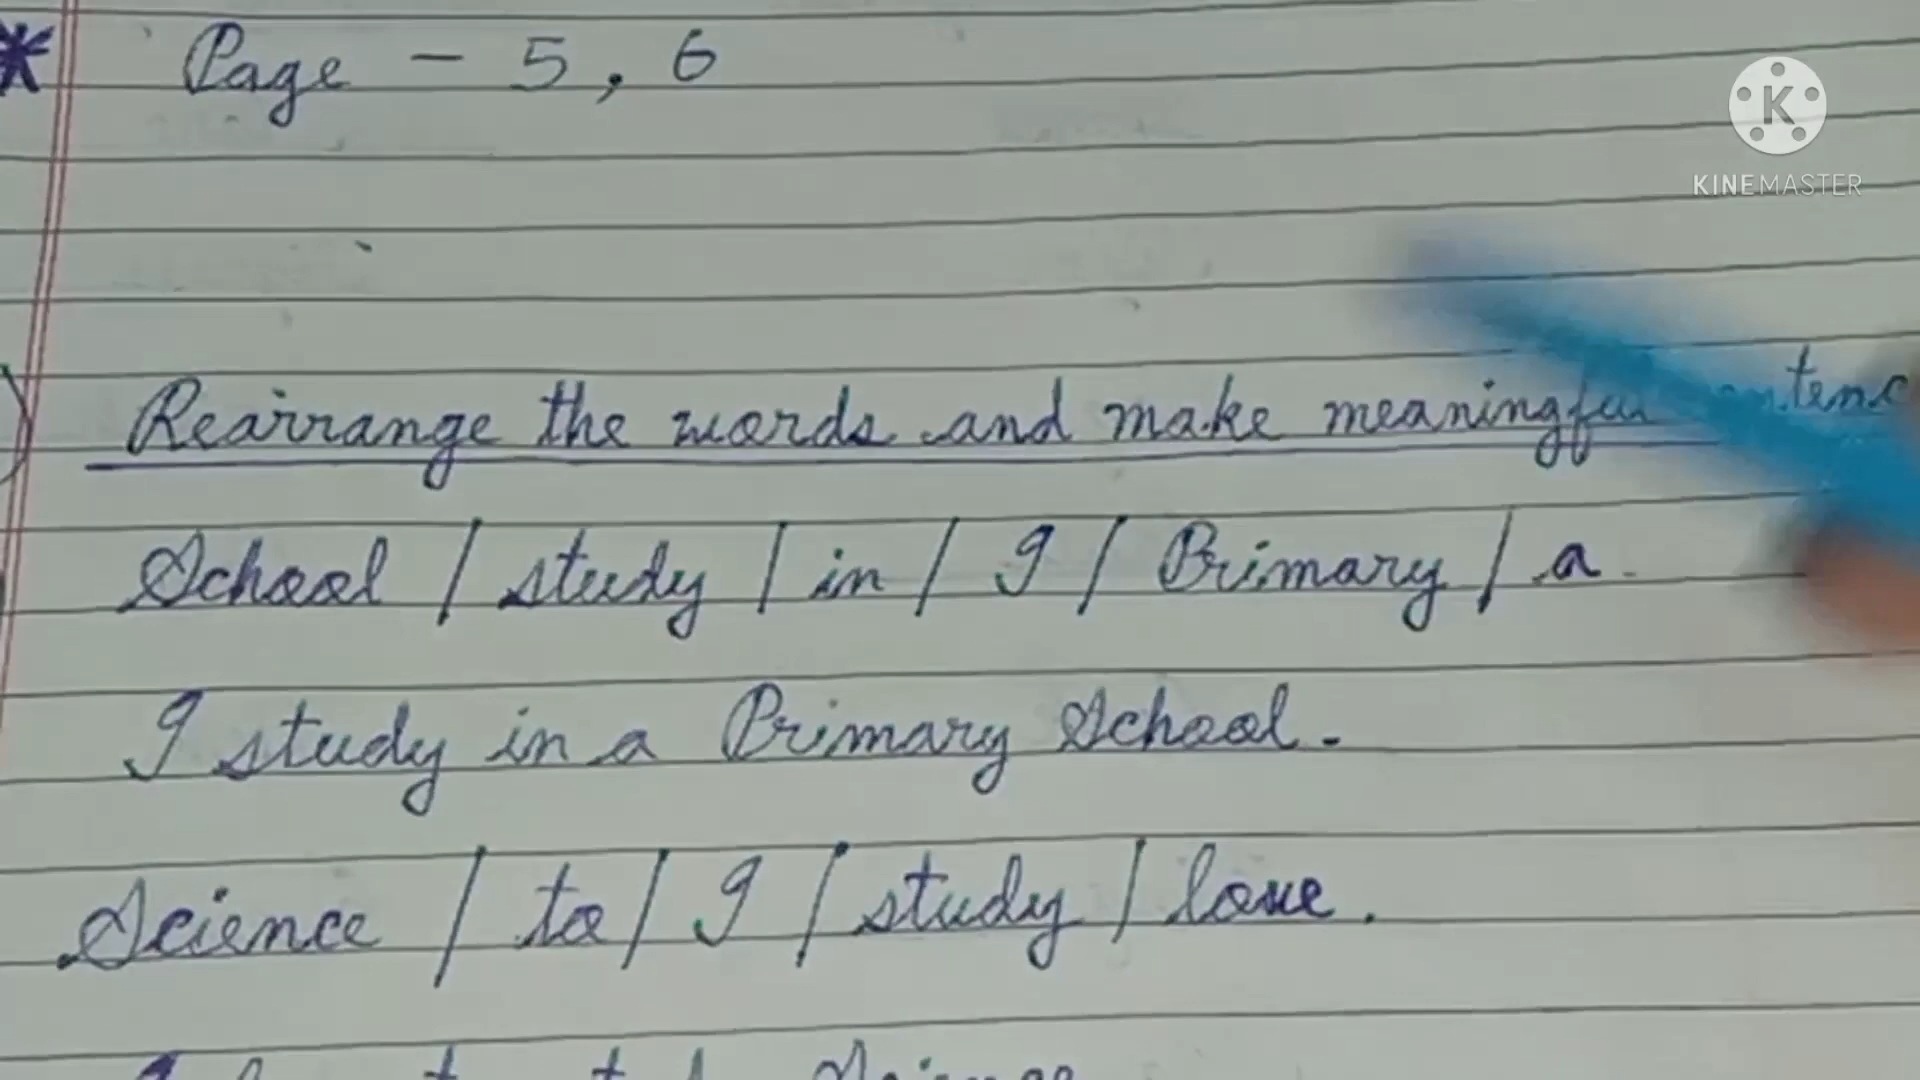 * Page - 5, 6
K
KINEMASTER
Rearrange the words and make meaningful
School / study / in / I / Primary / a
I study in a Primary School.
Science / to / I / study / love.